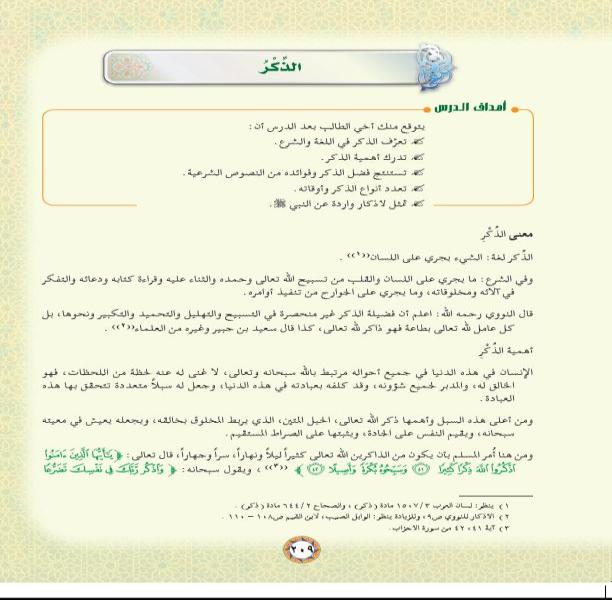 الذِّكْرُ
أهداف الدرس
يتوقع منك أخي الطالب بعد الدرس أن :
تعرّف الذكر في اللغة والشرع .
تدرك أهمية الذكر.
تستنتج فضل الذكر وفوائده من النصوص الشرعية .
تعدد أنواع الذكر وأوقاته .
تمثل لأذكار واردة عن النبي ﷺ.
معنى الذِّكْرِ
الذّكر لغة : الشيء يجري على اللسان«(١)» .
وفي الشرع : ما يجري على اللسان والقلب من تسبيح الله تعالى وحمده والثناء عليه وقراءة كتابه ودعائه والتفكر
في آلائه ومخلوقاته، وما يجري على الجوارح من تنفيذ أوامره .
قال النووي رحمه الله : اعلم أن فضيلة الذكر غير منحصرة في التسبيح والتهليل والتحميد والتكبير ونحوها، بل
كل عامل لله تعالى بطاعة فهو ذاكر لله تعالى، كذا قال سعيد بن جبير وغيره من العلماء«(٢)» .
أهمية الذِّكْرِ
الإنسان في هذه الدنيا في جميع أحواله مرتبط بالله سبحانه وتعالى، لا غنى له عنه لحظة من اللحظات، فهو
الخالق له، والمدبر لجميع شؤونه، وقد كلفه بعبادته في هذه الدنيا، وجعل له سبلاً متعددة تتحقق بها هذه
العبادة .
ومن أعلى هذه السبل وأهمها ذكر الله تعالى، الحبل المتين، الذي يربط المخلوق بخالقه، ويجعله يعيش في معيته
سبحانه، ويقيم النفس على الجادة، ويثبتها على الصراط المستقيم .
ومن هنا أُمر المسلم بأن يكون من الذاكرين الله تعالى كثيراً ليلاً ونهاراً، سراً وجهاراً، قال تعالى : ﴿ يَٰٓأَيُّهَا ٱلَّذِينَ ءَامَنُوا۟
ٱذْكُرُوا۟ ٱللَّهَ ذِكْرًا كَثِيرًا ﴿٤١﴾ وَسَبِّحُوهُ بُكْرَةً وَأَصِيلًا ﴿٤٢﴾ ﴾ «(٣)» ، ويقول سبحانه : ﴿ وَٱذْكُر رَّبَّكَ فِى نَفْسِكَ تَضَرُّعًا
١ ) ينظر: لسان العرب ٣/ ١٥٠٧ مادة (ذكر) ، والصحاح ٢/ ٦٤٤ مادة (ذكر) .
٢ ) الأذكار للنووي ص٩، وللزيادة ينظر: الوابل الصيب، لابن القيم ص١٠٨ – ١١٠
٣ ) آية ٤١، ٤٢ من سورة الأحزاب .
٢٠٩